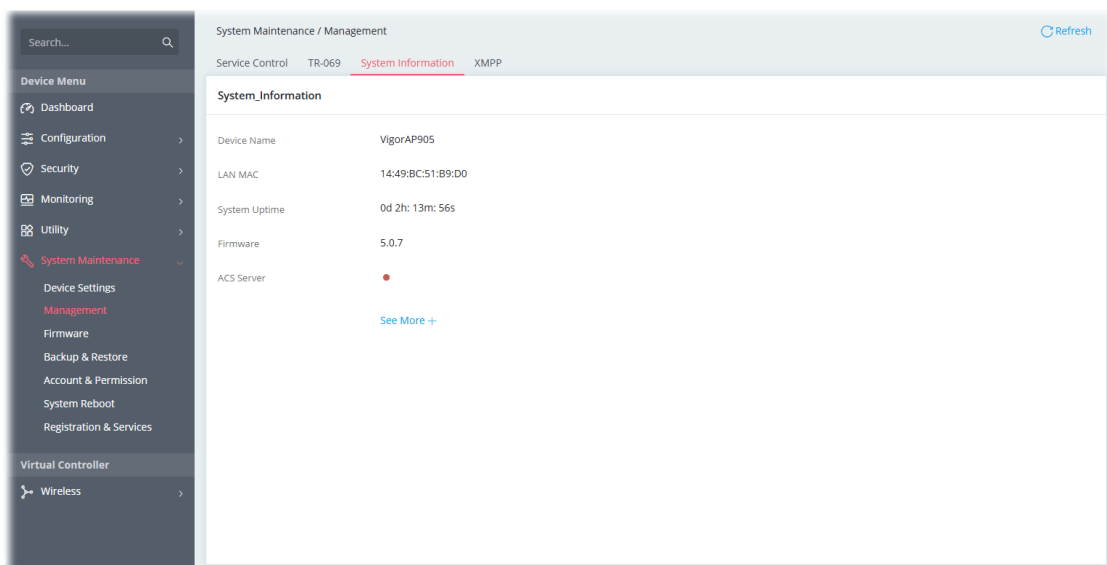 Search...
Device Menu
Dashboard
Configuration
Security
Monitoring
Utility
System Maintenance
Device Settings
Management
Firmware
Backup & Restore
Account & Permission
System Reboot
Registration & Services
Virtual Controller
Wireless
System Maintenance / Management
Refresh
Service Control TR-069 System Information XMPP
System_Information
Device Name VigorAP905
LAN MAC 14:49:BC:51:B9:D0
System Uptime 0d 2h: 13m: 56s
Firmware 5.0.7
ACS Server
See More +